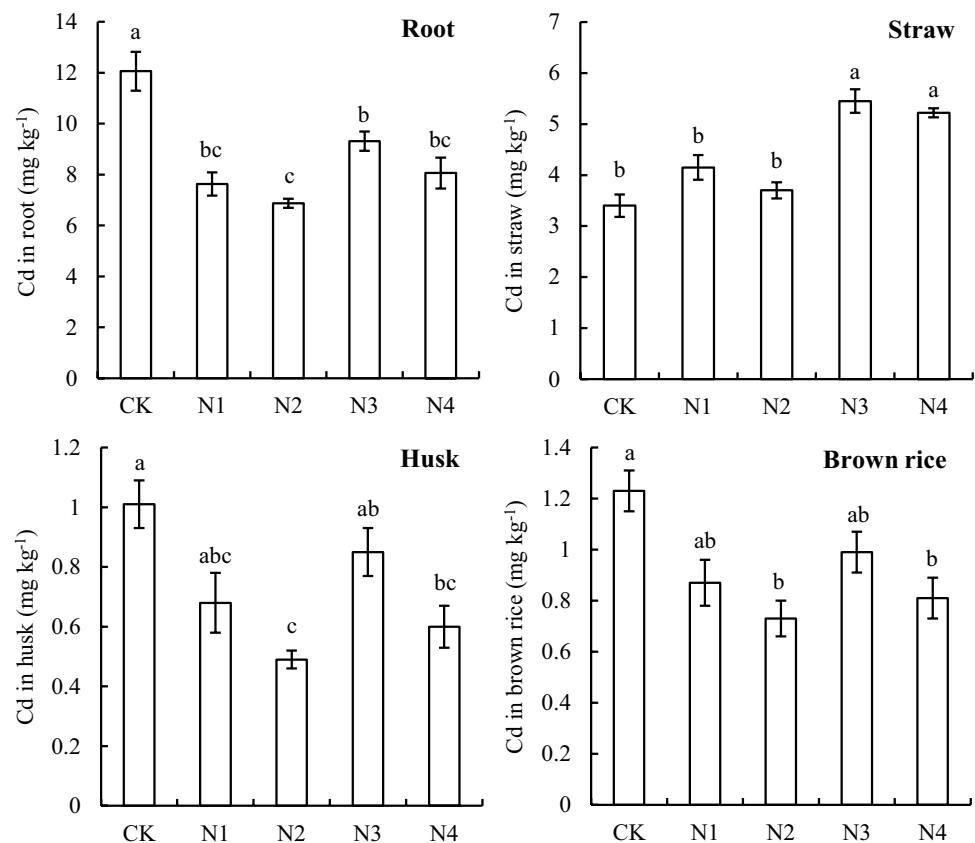 Root
Cd in root (mg kg⁻¹)
14
12
10
8
6
4
2
0
a
bc
c
b
bc
CK N1 N2 N3 N4
Straw
Cd in straw (mg kg⁻¹)
7
6
5
4
3
2
1
0
b
b
b
a
a
CK N1 N2 N3 N4
Husk
Cd in husk (mg kg⁻¹)
1.2
1
0.8
0.6
0.4
0.2
0
a
abc
c
ab
bc
CK N1 N2 N3 N4
Brown rice
Cd in brown rice (mg kg⁻¹)
1.4
1.2
1
0.8
0.6
0.4
0.2
0
a
ab
b
ab
b
CK N1 N2 N3 N4